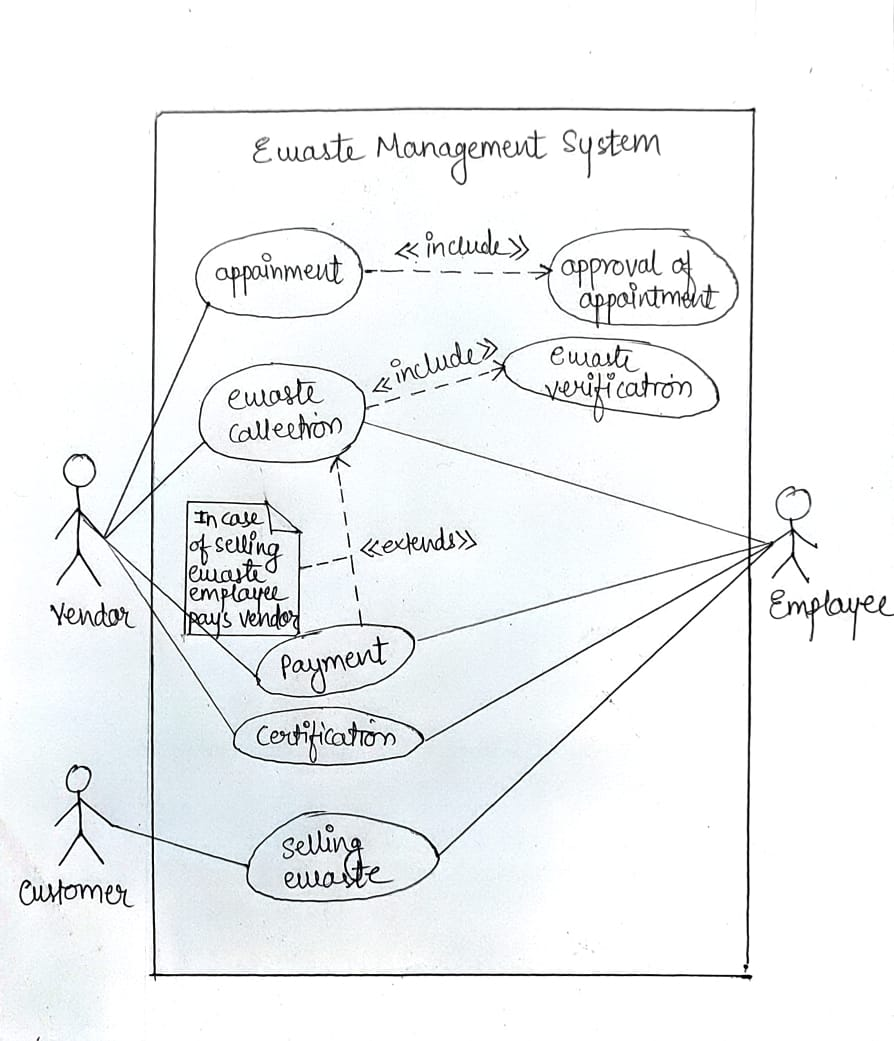 Ewaste Management System
<<include>>
appainment
approval of
appointment
<<include>>
ewaste
verification
ewaste
collection
In case
of selling
ewaste
employee
pays vendor
<<extends>>
Vendor
Employee
Payment
Certification
Selling
ewaste
Customer